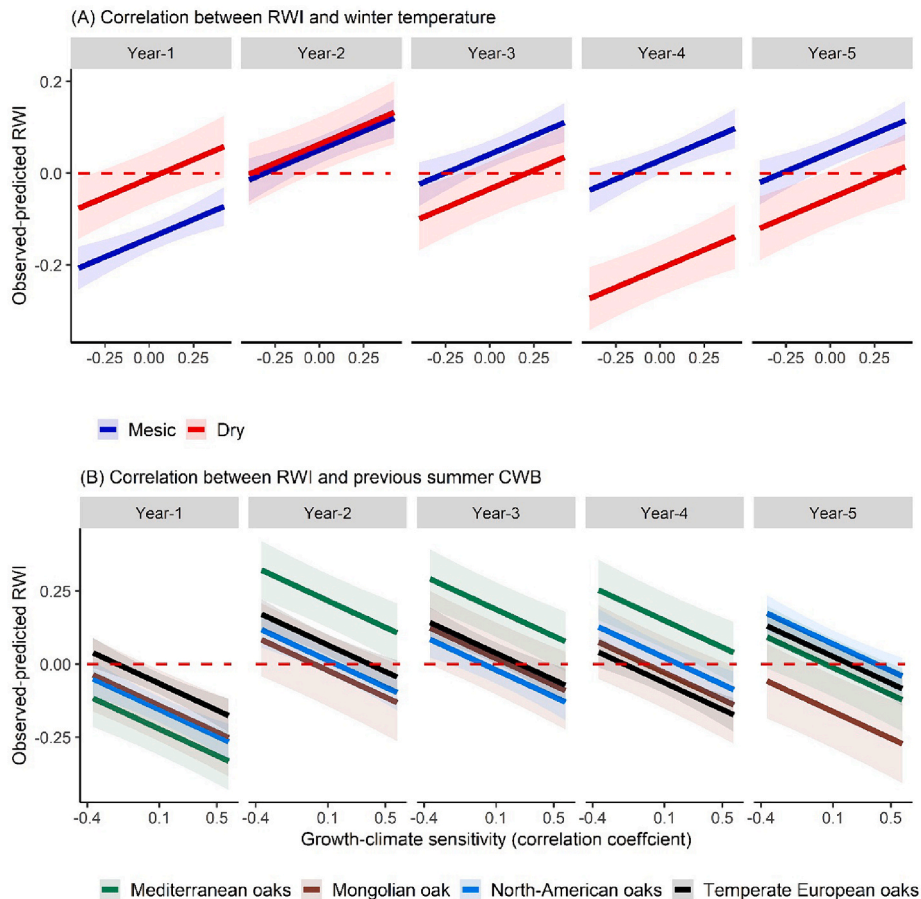 (A) Correlation between RWI and winter temperature
Year-1 Year-2 Year-3 Year-4 Year-5
Observed-predicted RWI
0.2
0.0
-0.2
-0.25 0.00 0.25 -0.25 0.00 0.25 -0.25 0.00 0.25 -0.25 0.00 0.25 -0.25 0.00 0.25
Mesic Dry
(B) Correlation between RWI and previous summer CWB
Year-1 Year-2 Year-3 Year-4 Year-5
Observed-predicted RWI
0.25
0.00
-0.25
-0.4 0.1 0.5 -0.4 0.1 0.5 -0.4 0.1 0.5 -0.4 0.1 0.5 -0.4 0.1 0.5
Growth-climate sensitivity (correlation coeffcient)
Mediterranean oaks Mongolian oak North-American oaks Temperate European oaks